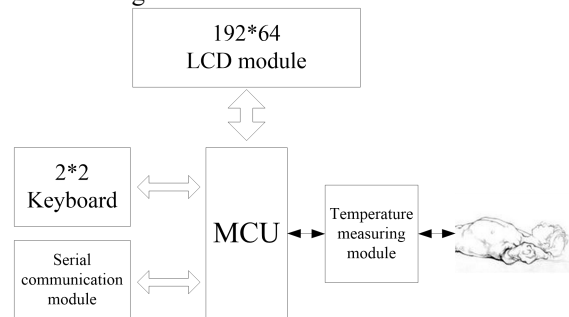 192*64
LCD module
2*2
Keyboard
MCU
Temperature
measuring
module
Serial
communication
module